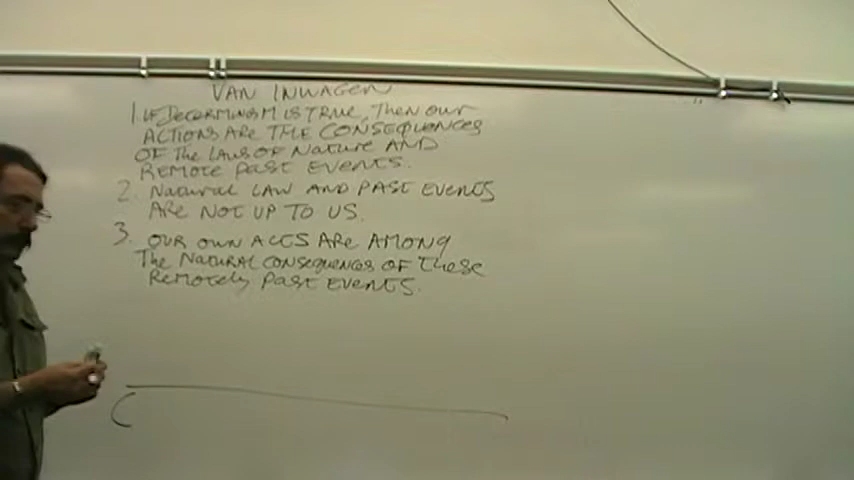 VAN INWAGEN
1. IF DETERMINISM IS TRUE, THEN OUR
ACTIONS ARE THE CONSEQUENCES
OF THE LAWS OF NATURE AND
REMOTE PAST EVENTS.
2. NATURAL LAW AND PAST EVENTS
ARE NOT UP TO US.
3. OUR OWN ACTS ARE AMONG
THE NATURAL CONSEQUENCES OF THESE
REMOTELY PAST EVENTS.
C